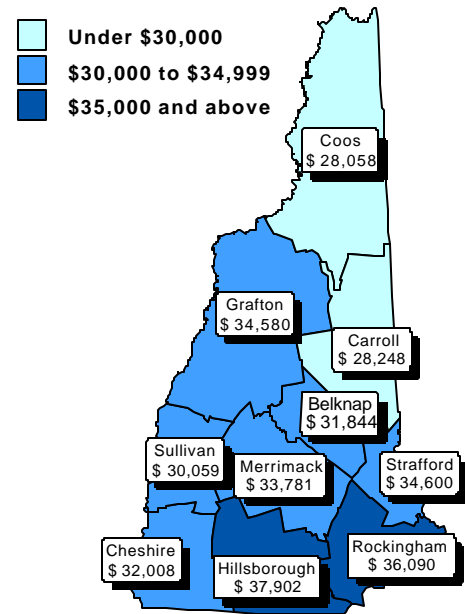 Under $30,000
$30,000 to $34,999
$35,000 and above
Coos
$ 28,058
Grafton
$ 34,580
Carroll
$ 28,248
Belknap
$ 31,844
Sullivan
$ 30,059
Merrimack
$ 33,781
Strafford
$ 34,600
Cheshire
$ 32,008
Hillsborough
$ 37,902
Rockingham
$ 36,090